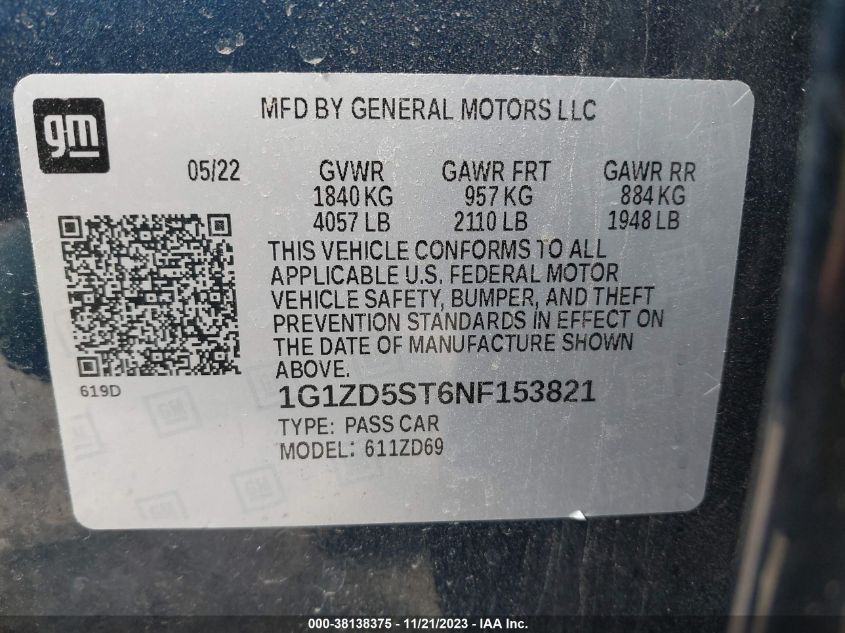 gm
MFD BY GENERAL MOTORS LLC
05/22 GVWR GAWR FRT GAWR RR
1840 KG 957 KG 884 KG
4057 LB 2110 LB 1948 LB
THIS VEHICLE CONFORMS TO ALL
APPLICABLE U.S. FEDERAL MOTOR
VEHICLE SAFETY, BUMPER, AND THEFT
PREVENTION STANDARDS IN EFFECT ON
THE DATE OF MANUFACTURE SHOWN
ABOVE.
619D
1G1ZD5ST6NF153821
TYPE: PASS CAR
MODEL: 611ZD69
000-38138375 - 11/21/2023 - IAA, Inc.